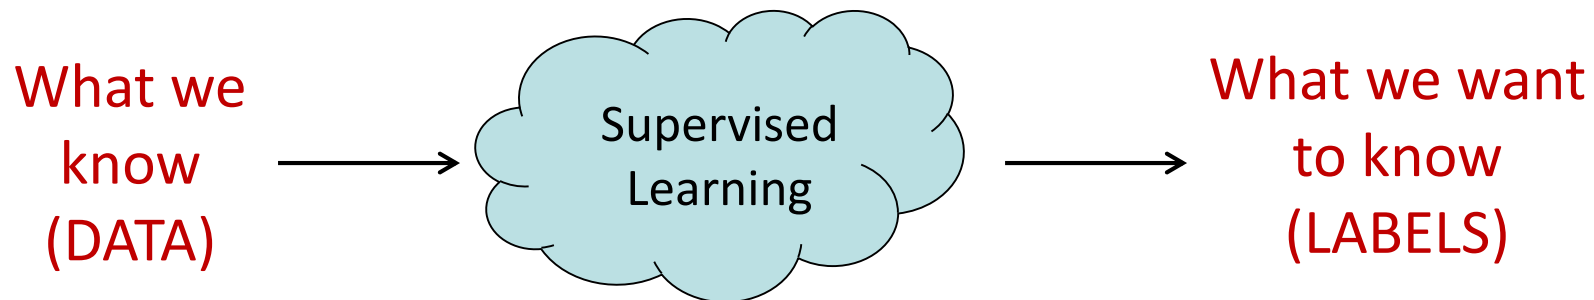 What we
know
(DATA)
Supervised
Learning
What we want
to know
(LABELS)